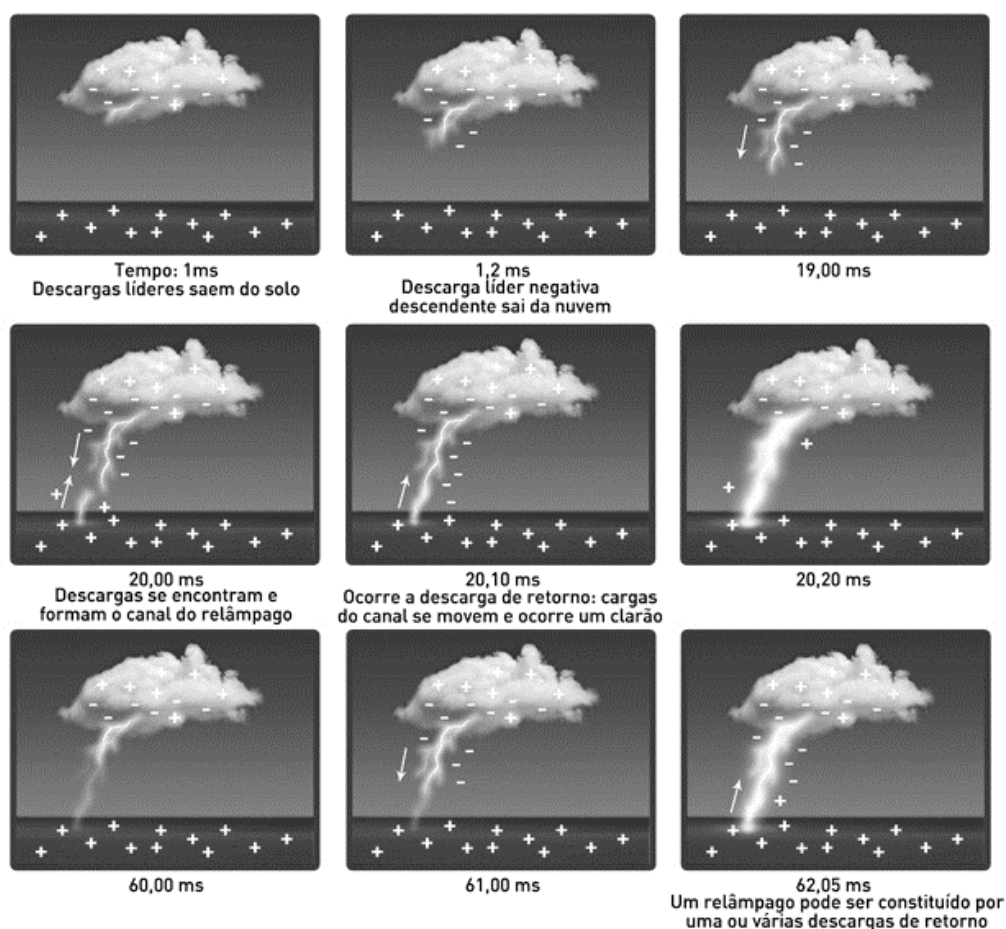 Tempo: 1ms
Descargas líderes saem do solo
1,2 ms
Descarga líder negativa
descendente sai da nuvem
19,00 ms
20,00 ms
Descargas se encontram e
formam o canal do relâmpago
20,10 ms
Ocorre a descarga de retorno: cargas
do canal se movem e ocorre um clarão
20,20 ms
60,00 ms
61,00 ms
62,05 ms
Um relâmpago pode ser constituído por
uma ou várias descargas de retorno